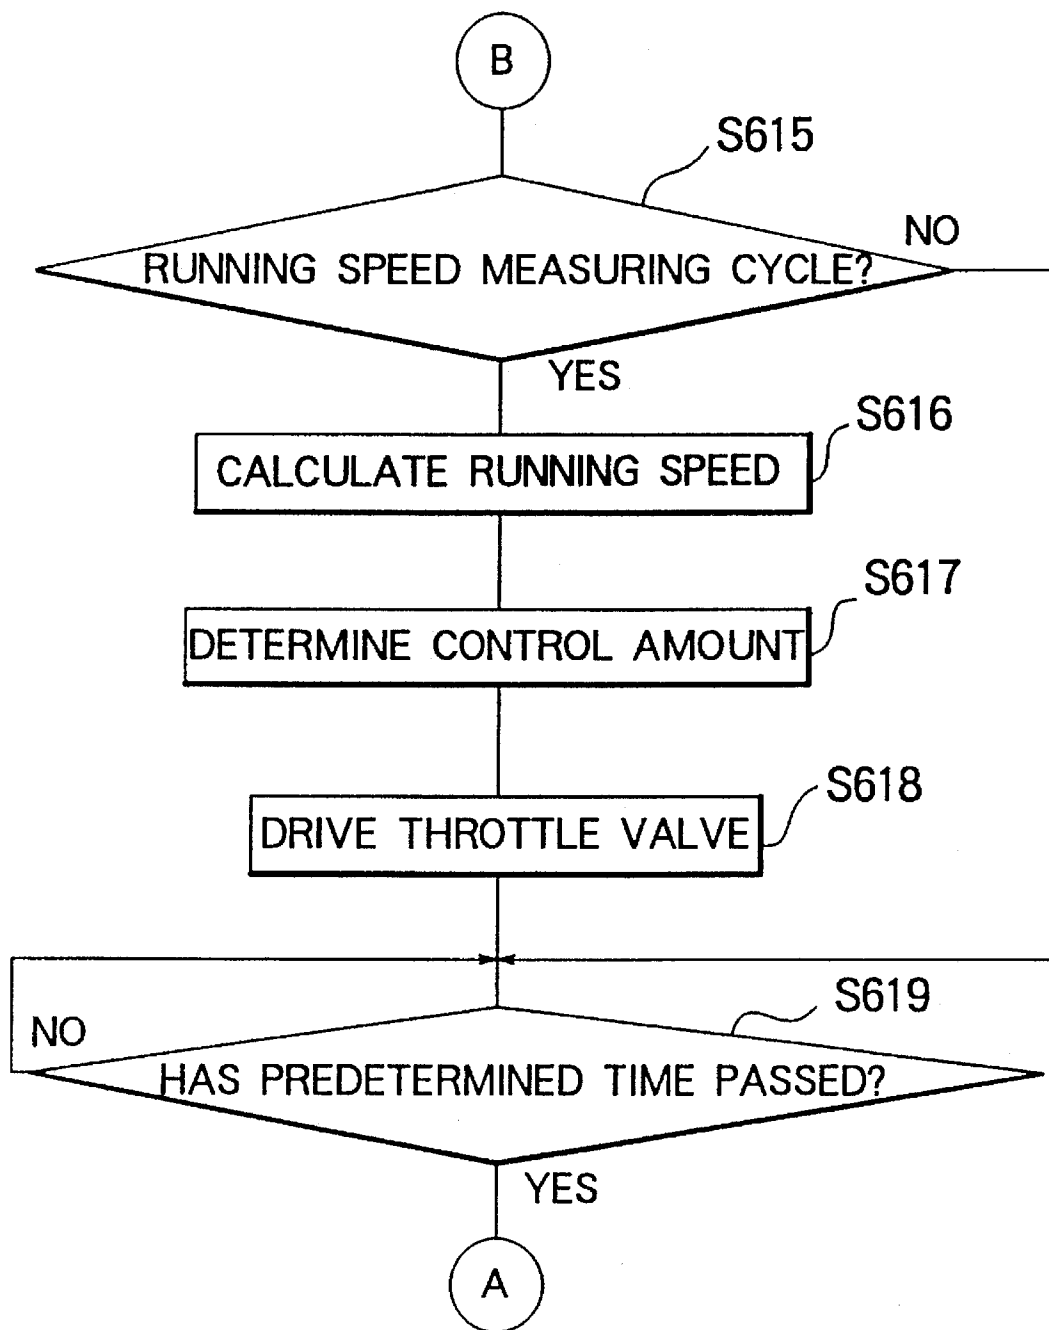 B
S615
NO
RUNNING SPEED MEASURING CYCLE?
YES
S616
CALCULATE RUNNING SPEED
S617
DETERMINE CONTROL AMOUNT
S618
DRIVE THROTTLE VALVE
S619
NO
HAS PREDETERMINED TIME PASSED?
YES
A